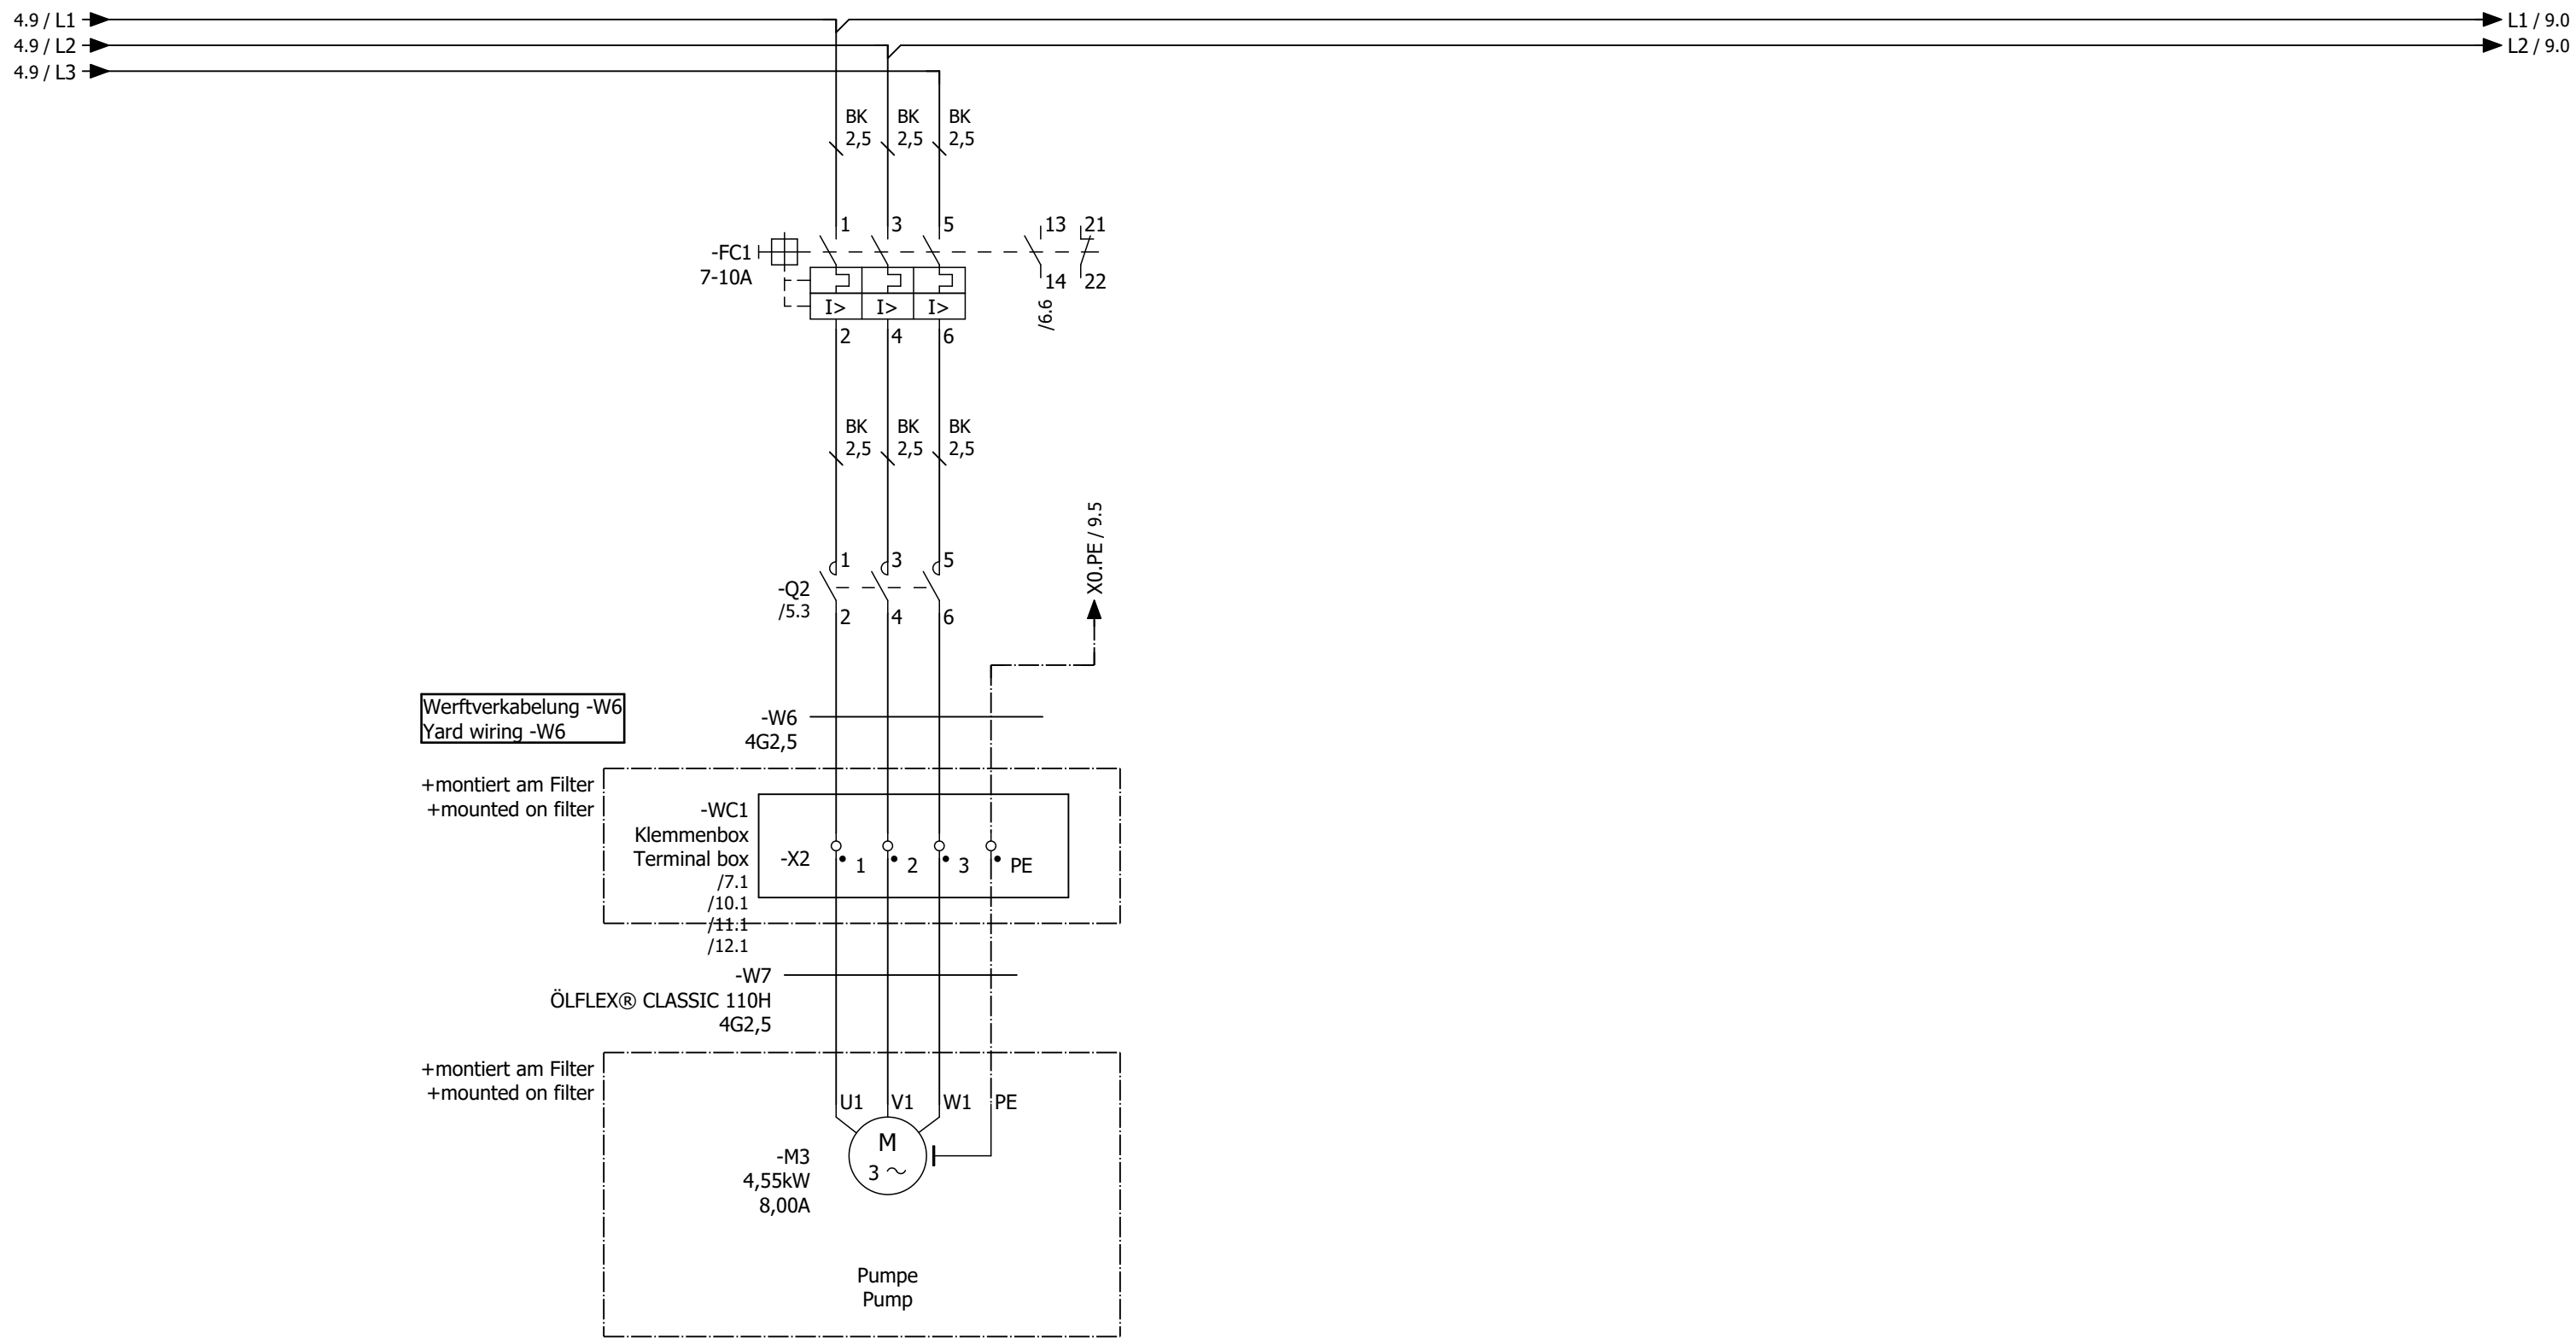 4.9 / L1
L1 / 9.0
4.9 / L2
L2 / 9.0
4.9 / L3
BK BK BK
2,5 2,5 2,5
1 3 5 13 21
-FC1
7-10A
14 22
I> I> I>
/6.6
2 4 6
BK BK BK
2,5 2,5 2,5
X0.PE / 9.5
1 3 5
-Q2
/5.3
2 4 6
Werftverkabelung -W6
Yard wiring -W6
-W6
4G2,5
+montiert am Filter
+mounted on filter
-WC1
Klemmenbox
Terminal box
/7.1
/10.1
/11.1
/12.1
-X2 1 2 3 PE
-W7
ÖLFLEX® CLASSIC 110H
4G2,5
+montiert am Filter
+mounted on filter
U1 V1 W1 PE
M
3 ~
-M3
4,55kW
8,00A
Pumpe
Pump